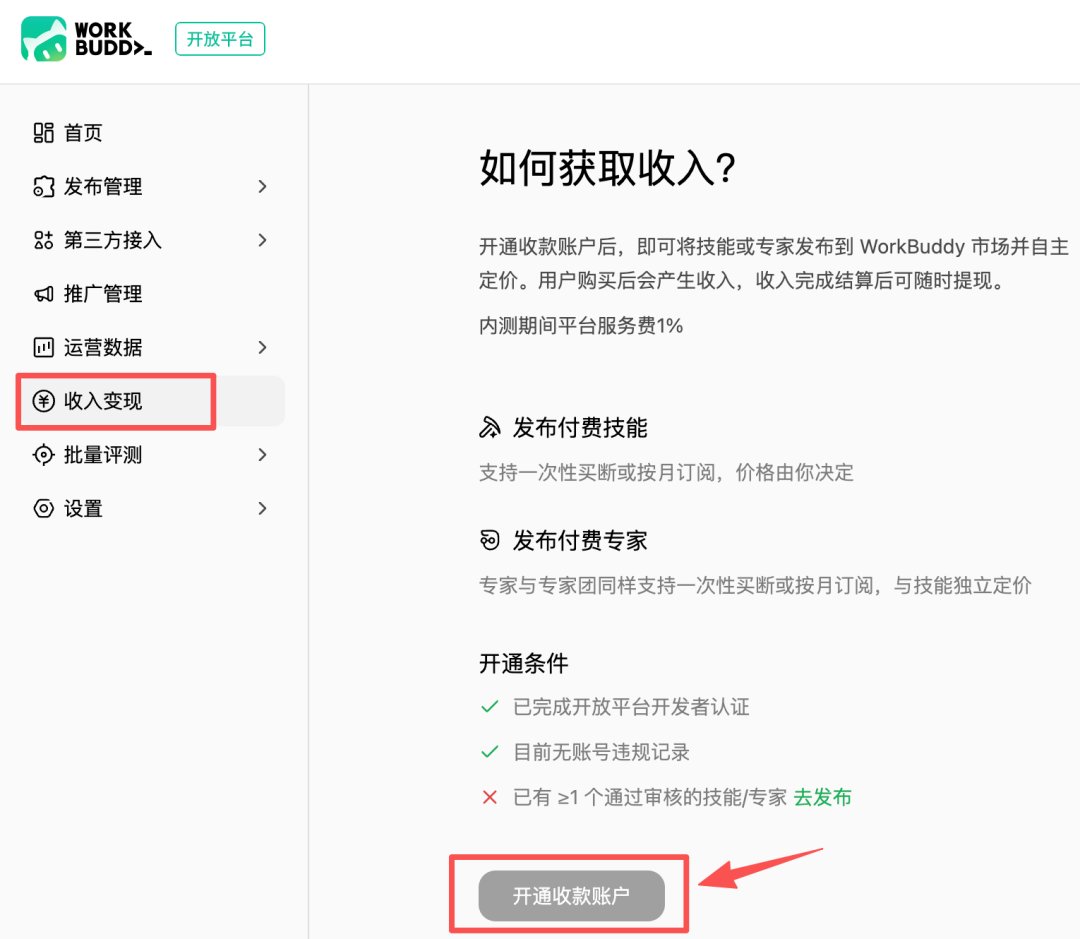 WORK
BUDD>_
开放平台
首页
发布管理
第三方接入
推广管理
运营数据
收入变现
批量评测
设置
如何获取收入?
开通收款账户后，即可将技能或专家发布到 WorkBuddy 市场并自主
定价。用户购买后会产生收入，收入完成结算后可随时提现。
内测期间平台服务费1%
发布付费技能
支持一次性买断或按月订阅，价格由你决定
发布付费专家
专家与专家团同样支持一次性买断或按月订阅，与技能独立定价
开通条件
已完成开放平台开发者认证
目前无账号违规记录
已有 ≥1 个通过审核的技能/专家 去发布
开通收款账户